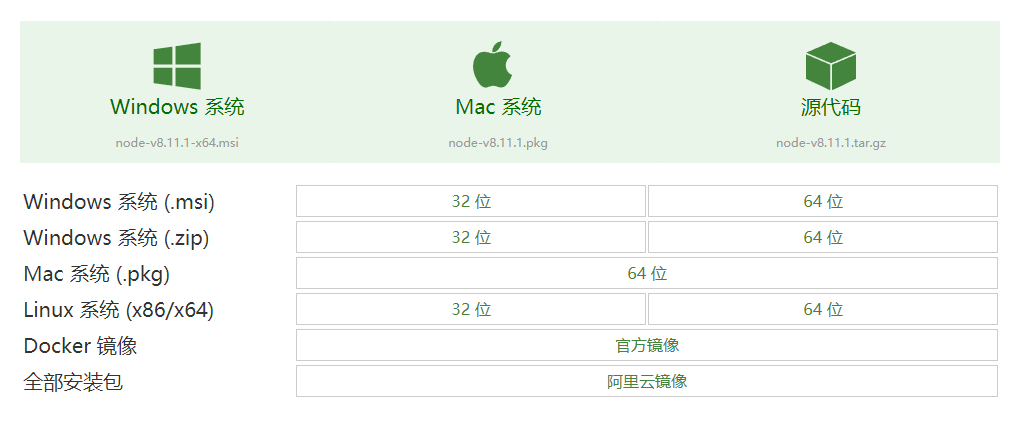 Windows 系统 Mac 系统 源代码
node-v8.11.1-x64.msi node-v8.11.1.pkg node-v8.11.1.tar.gz
Windows 系统 (.msi) 32 位 64 位
Windows 系统 (.zip) 32 位 64 位
Mac 系统 (.pkg) 64 位
Linux 系统 (x86/x64) 32 位 64 位
Docker 镜像 官方镜像
全部安装包 阿里云镜像